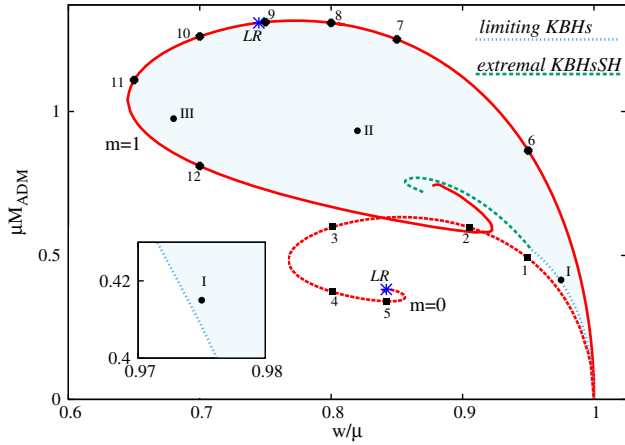 limiting KBHs
extremal KBHsSH
9
8
7
10
LR
11
III
II
m=1
12
6
1
0.5
0
μM_ADM
3
2
1
I
LR
4
5
m=0
0.42
0.4
I
0.97
0.98
0.6
0.7
0.8
0.9
1
w/μ